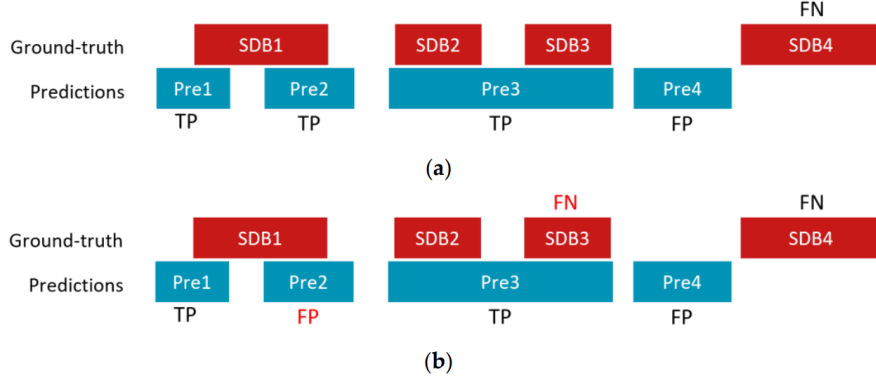 FN
Ground-truth SDB1 SDB2 SDB3 SDB4
Predictions Pre1 Pre2 Pre3 Pre4
TP TP TP FP
(a)
FN FN
Ground-truth SDB1 SDB2 SDB3 SDB4
Predictions Pre1 Pre2 Pre3 Pre4
TP FP TP FP
(b)